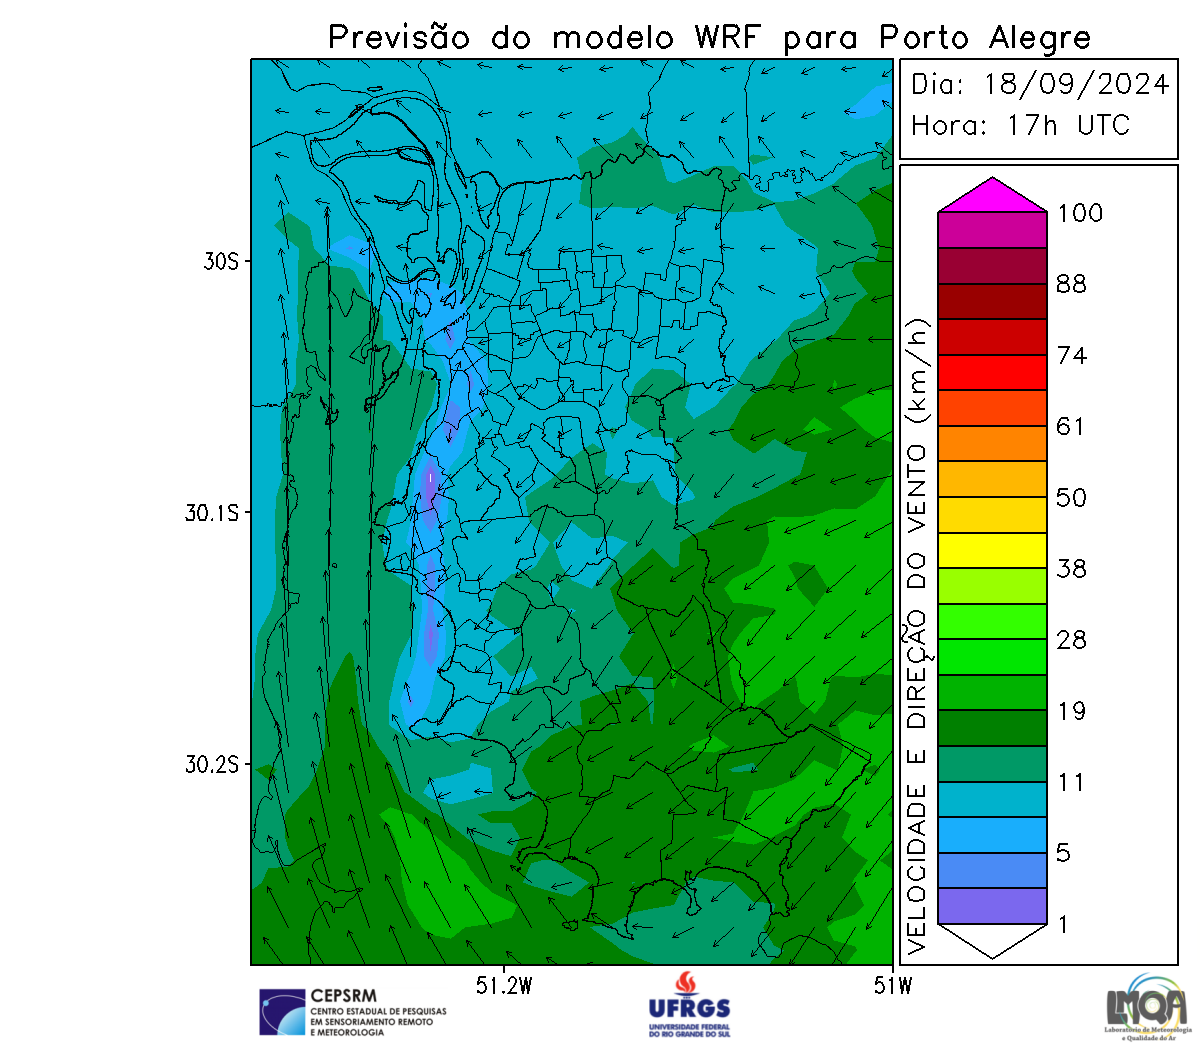 Previsão do modelo WRF para Porto Alegre
Dia: 18/09/2024
Hora: 17h UTC
30S
30.1S
30.2S
51.2W
51W
VELOCIDADE E DIREÇÃO DO VENTO (km/h)
100
88
74
61
50
38
28
19
11
5
1
CEPSRM
CENTRO ESTADUAL DE PESQUISAS
EM SENSORIAMENTO REMOTO
E METEOROLOGIA
UFRGS
UNIVERSIDADE FEDERAL
DO RIO GRANDE DO SUL
LMQA
Laboratório de Meteorologia
e Qualidade do Ar